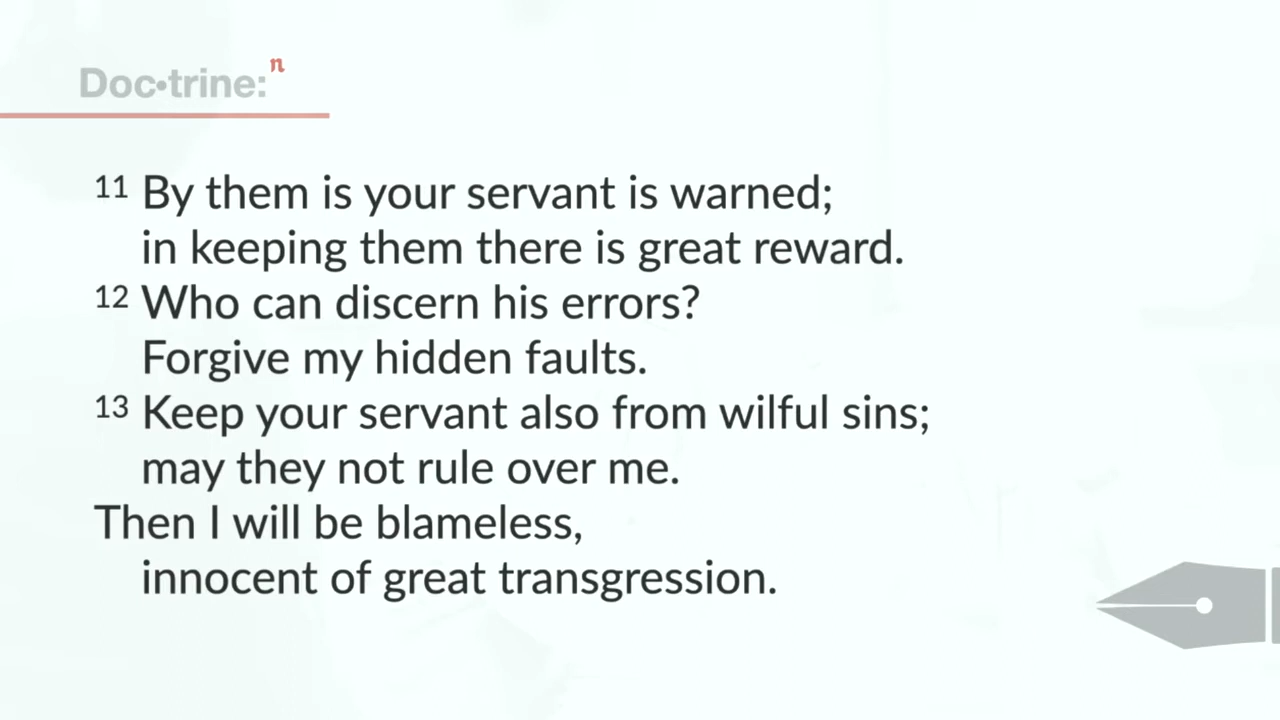 Doc•trine:n
11 By them is your servant is warned;
in keeping them there is great reward.
12 Who can discern his errors?
Forgive my hidden faults.
13 Keep your servant also from wilful sins;
may they not rule over me.
Then I will be blameless,
innocent of great transgression.